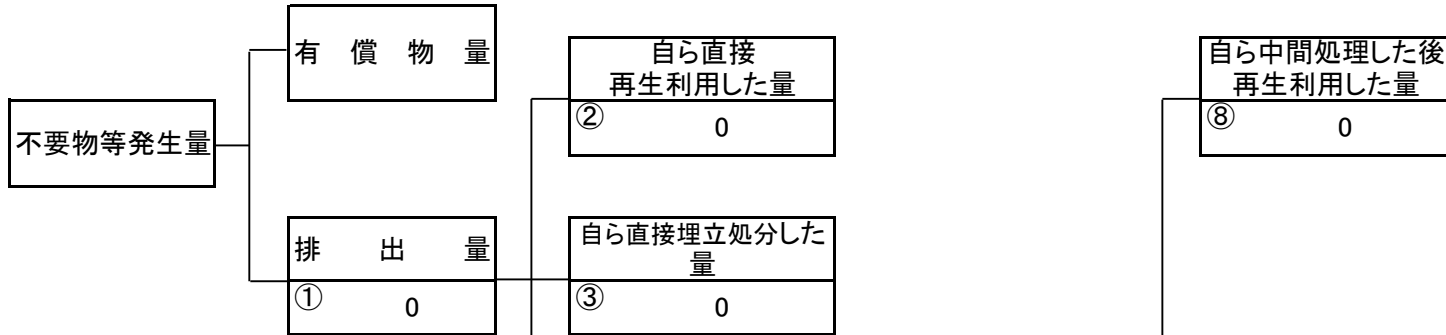 不要物等発生量
有償物量
排出量
① 0
自ら直接
再生利用した量
② 0
自ら直接埋立処分した
量
③ 0
自ら中間処理した後
再生利用した量
⑧ 0